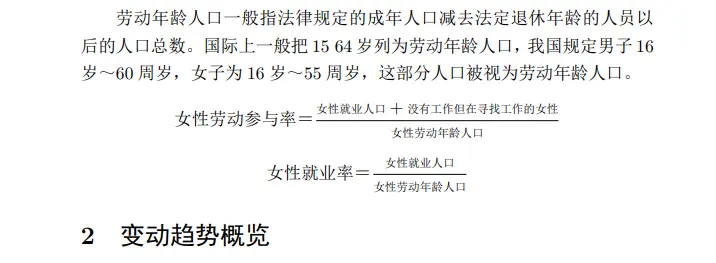 劳动年龄人口一般指法律规定的成年人口减去法定退休年龄的人员以
后的人口总数。国际上一般把 15 64 岁列为劳动年龄人口，我国规定男子 16
岁～60 周岁，女子为 16 岁～55 周岁，这部分人口被视为劳动年龄人口。
女性劳动参与率=女性就业人口 + 没有工作但在寻找工作的女性
女性劳动年龄人口
女性就业率=女性就业人口
女性劳动年龄人口
2 变动趋势概览